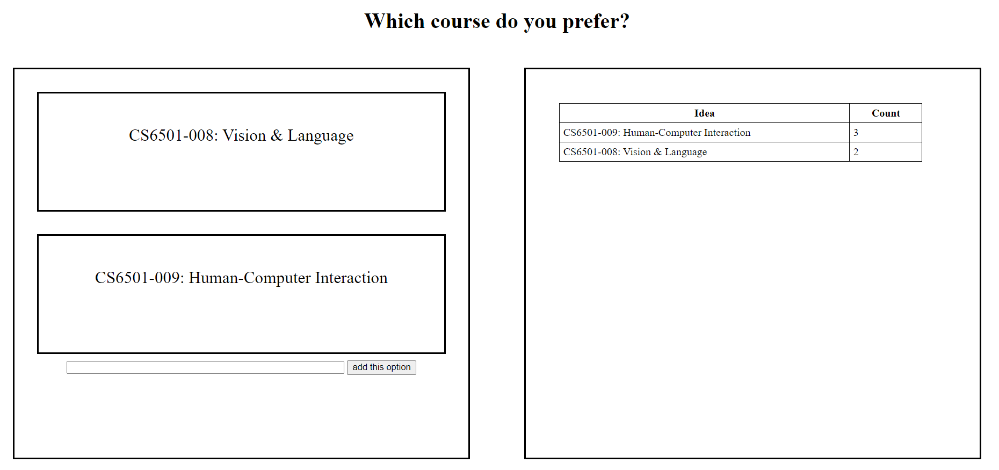 Which course do you prefer?
CS6501-008: Vision & Language
CS6501-009: Human-Computer Interaction
add this option
Idea Count
CS6501-009: Human-Computer Interaction 3
CS6501-008: Vision & Language 2